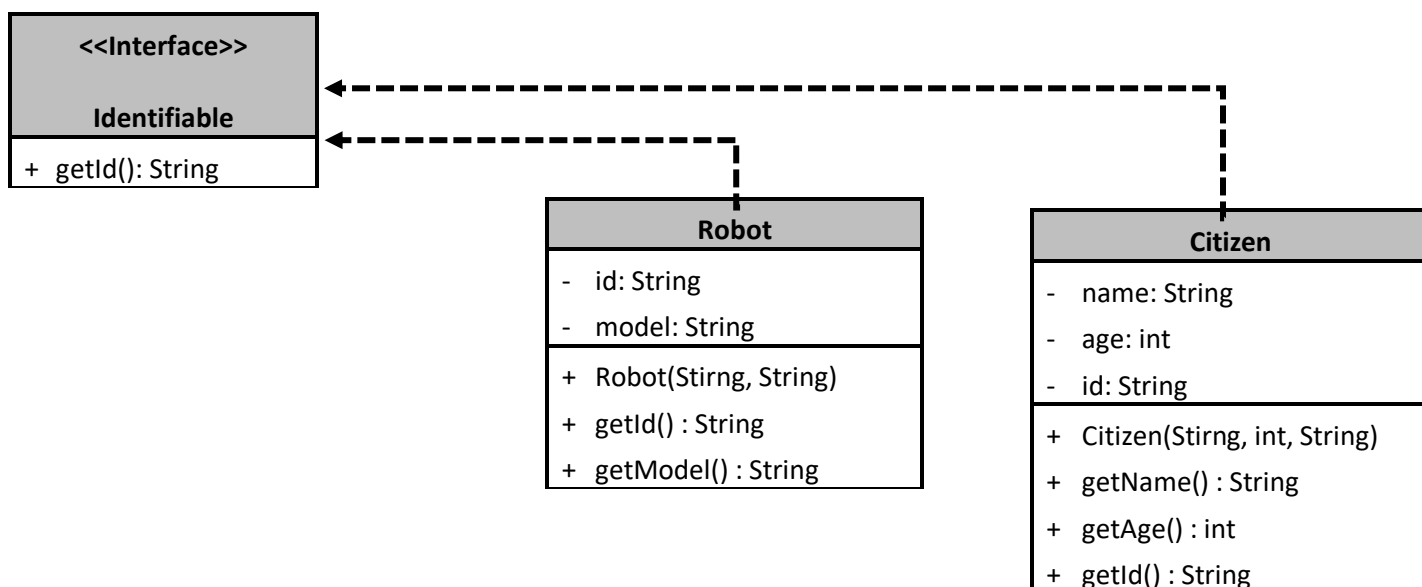 <<Interface>>
Identifiable
+ getId(): String
Robot
- id: String
- model: String
+ Robot(Stirng, String)
+ getId() : String
+ getModel() : String
Citizen
- name: String
- age: int
- id: String
+ Citizen(Stirng, int, String)
+ getName() : String
+ getAge() : int
+ getId() : String